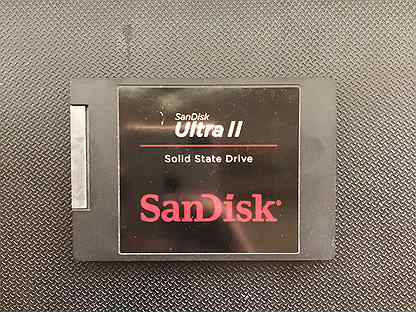 SanDisk
Ultra II
Solid State Drive
SanDisk®